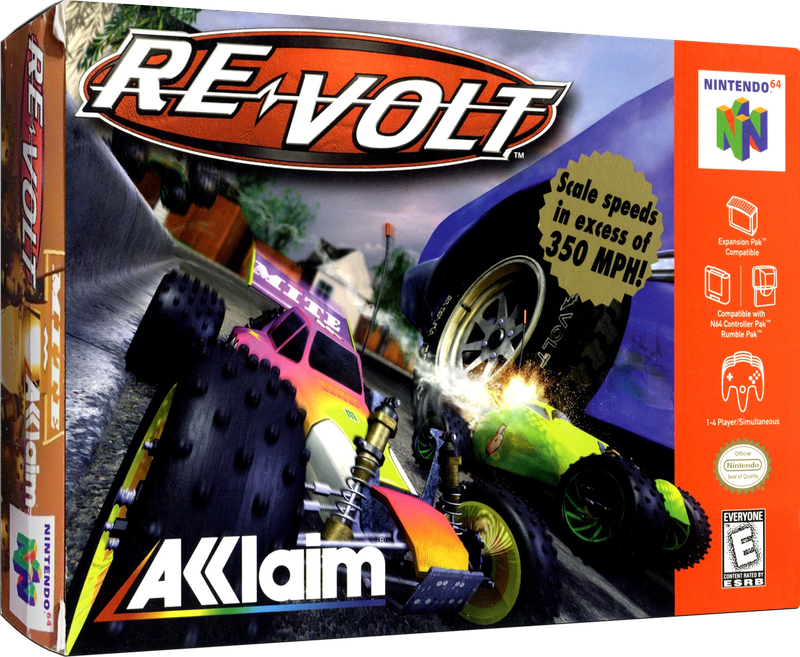 RE-VOLT
AKKlaim
NINTENDO 64
RE VOLT
TM
Scale speeds
in excess of
350 MPH!
MITE
AKKlaim
NINTENDO 64
Expansion Pak™
Compatible
Compatible with
N64 Controller Pak™
Rumble Pak™
1-4 Player/Simultaneous
Official
Nintendo
Seal of Quality
EVERYONE
E
CONTENT RATED BY
ESRB